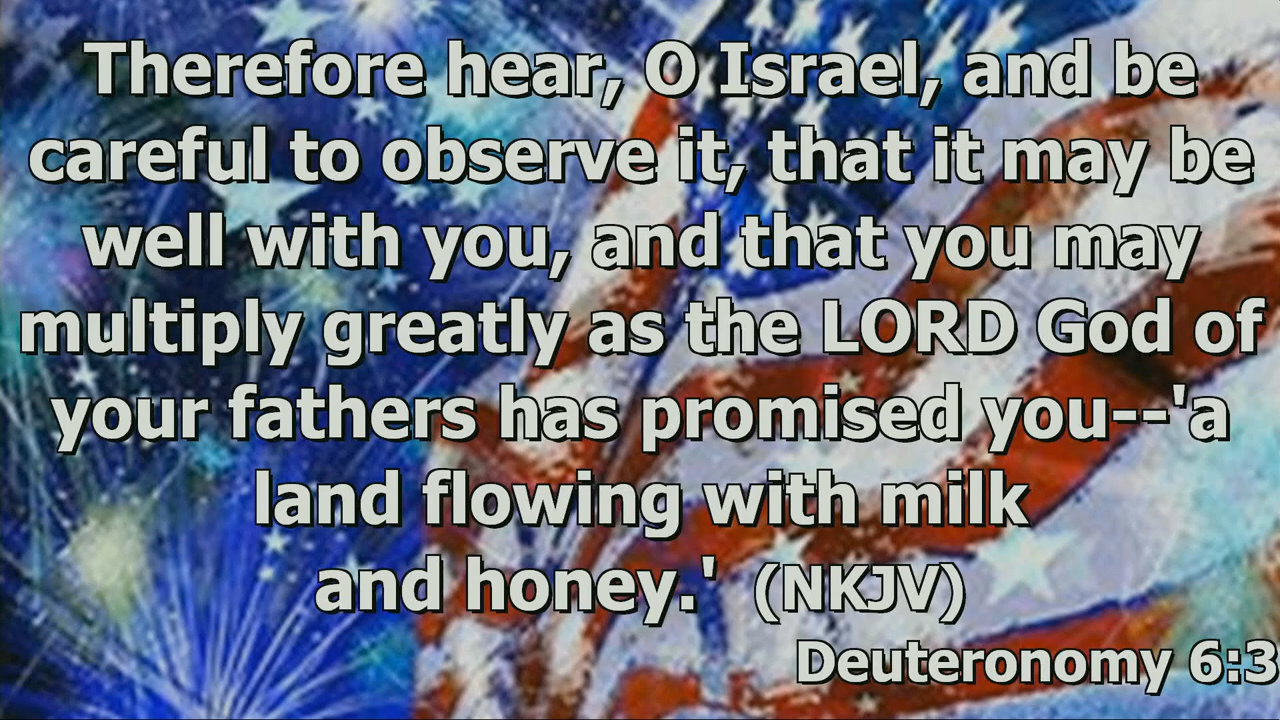 Therefore hear, O Israel, and be
careful to observe it, that it may be
well with you, and that you may
multiply greatly as the LORD God of
your fathers has promised you--'a
land flowing with milk
and honey.' (NKJV)
Deuteronomy 6:3